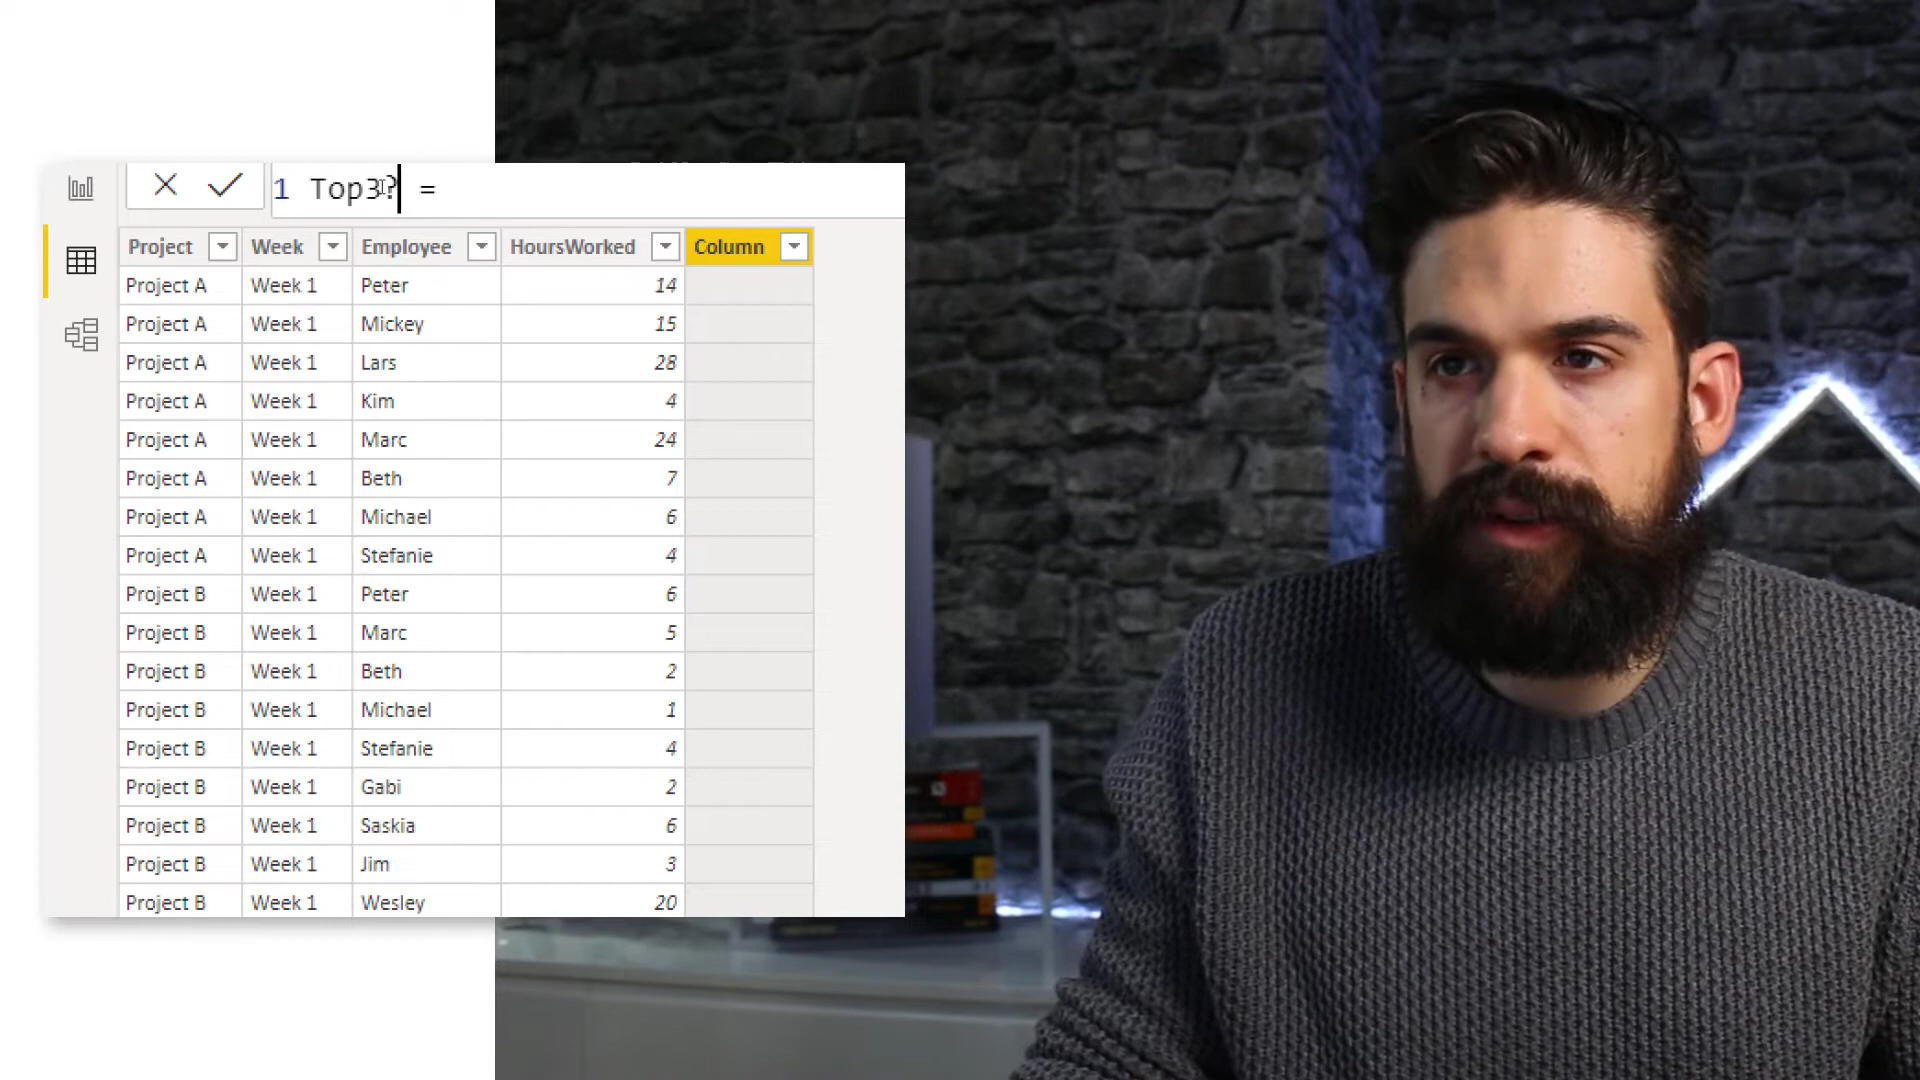 1 Top3? =
Project Week Employee HoursWorked Column
Project A Week 1 Peter 14
Project A Week 1 Mickey 15
Project A Week 1 Lars 28
Project A Week 1 Kim 4
Project A Week 1 Marc 24
Project A Week 1 Beth 7
Project A Week 1 Michael 6
Project A Week 1 Stefanie 4
Project B Week 1 Peter 6
Project B Week 1 Marc 5
Project B Week 1 Beth 2
Project B Week 1 Michael 1
Project B Week 1 Stefanie 4
Project B Week 1 Gabi 2
Project B Week 1 Saskia 6
Project B Week 1 Jim 3
Project B Week 1 Wesley 20